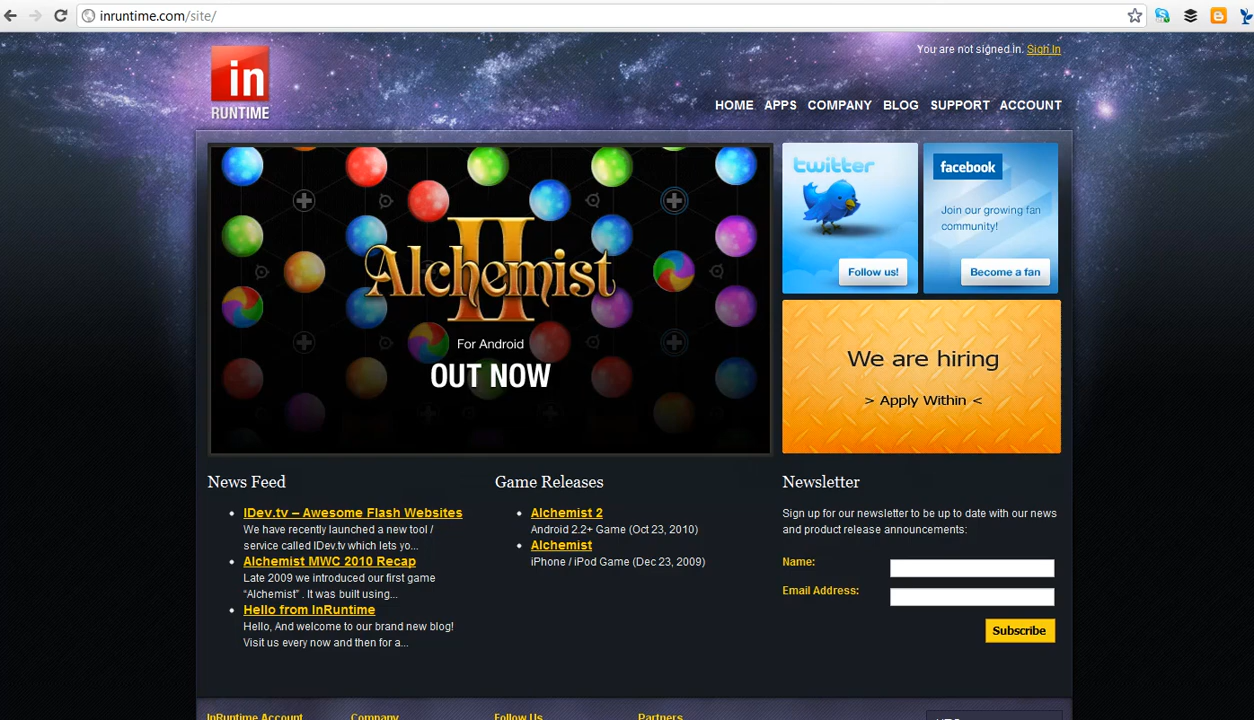 inruntime.com/site/
You are not signed in. Sign In
in
RUNTIME
HOME APPS COMPANY BLOG SUPPORT ACCOUNT
Alchemist
II
For Android
OUT NOW
twitter
Follow us!
facebook
Join our growing fan
community!
Become a fan
We are hiring
> Apply Within <
News Feed
IDev.tv – Awesome Flash Websites
We have recently launched a new tool /
service called IDev.tv which lets yo...
Alchemist MWC 2010 Recap
Late 2009 we introduced our first game
“Alchemist” . It was built using...
Hello from InRuntime
Hello, And welcome to our brand new blog!
Visit us every now and then for a...
Game Releases
Alchemist 2
Android 2.2+ Game (Oct 23, 2010)
Alchemist
iPhone / iPod Game (Dec 23, 2009)
Newsletter
Sign up for our newsletter to be up to date with our news
and product release announcements:
Name:
Email Address:
Subscribe
InRuntime Account Company Follow Us Partners